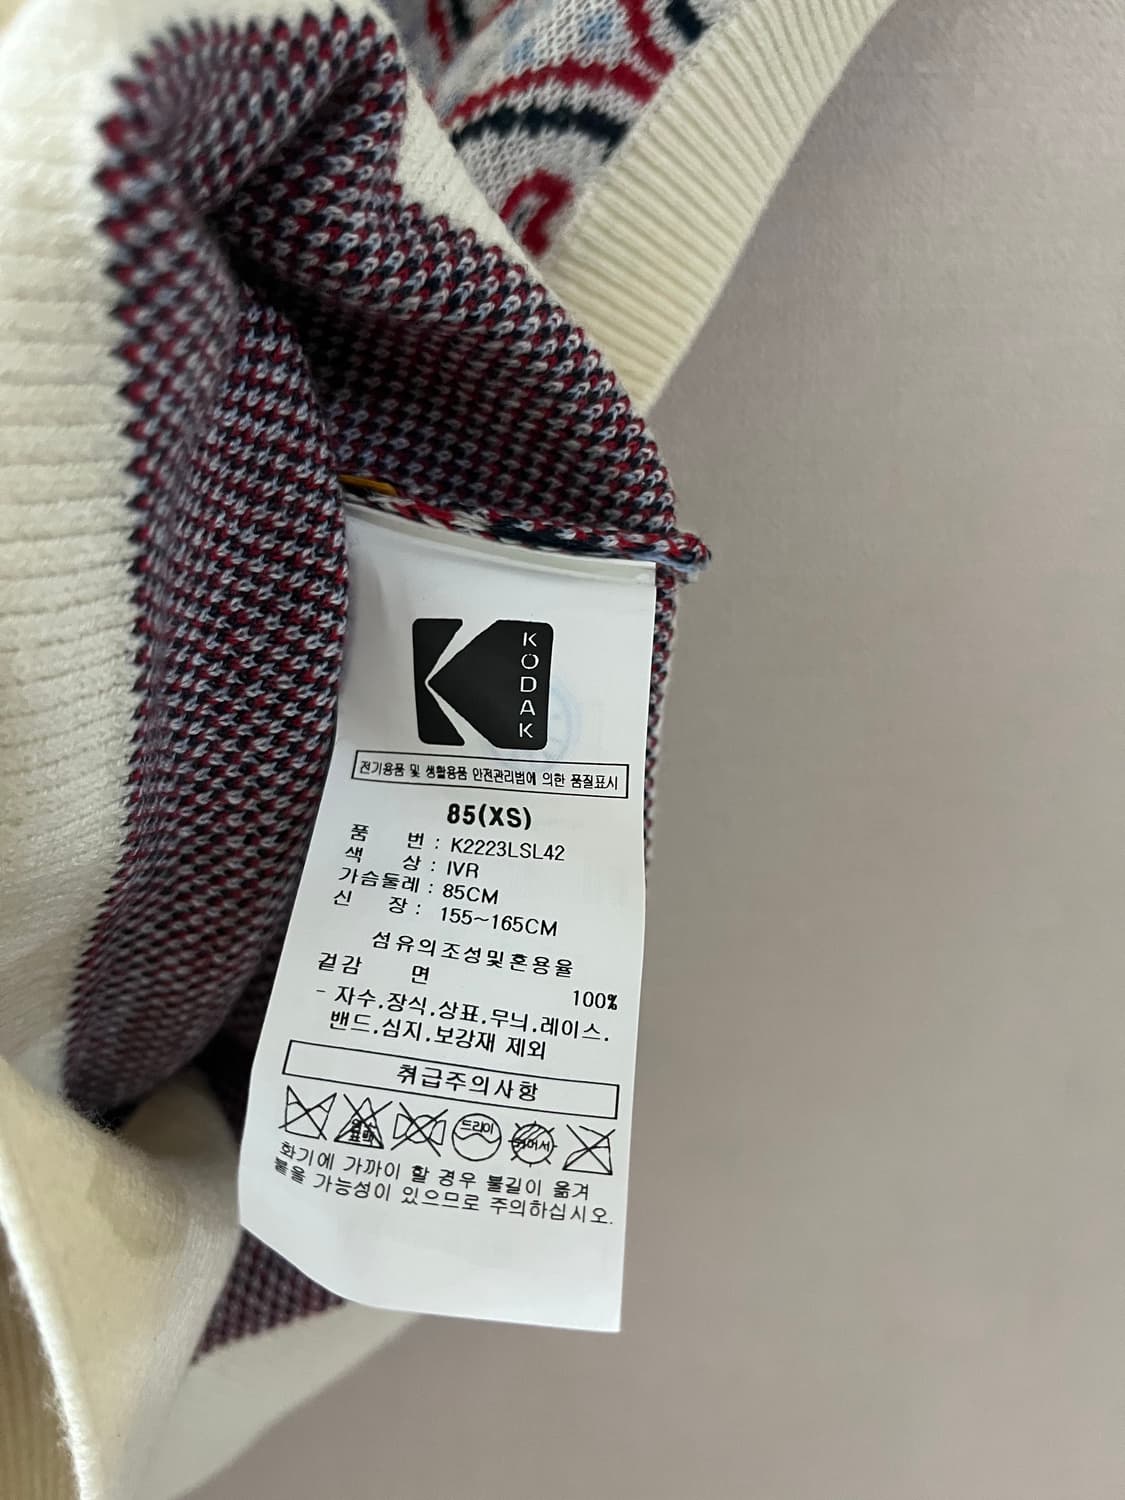 KODAK
전기용품 및 생활용품 안전관리법에 의한 품질표시
85(XS)
품 번 : K2223LSL42
색 상 : IVR
가슴둘레 : 85CM
신 장 : 155~165CM
섬유의조성및혼용율
겉감 면 100%
- 자수.장식.상표.무늬.레이스.
밴드.심지.보강재 제외
취급주의사항
드라이
화기에 가까이 할 경우 불길이 옮겨
붙을 가능성이 있으므로 주의하십시오.